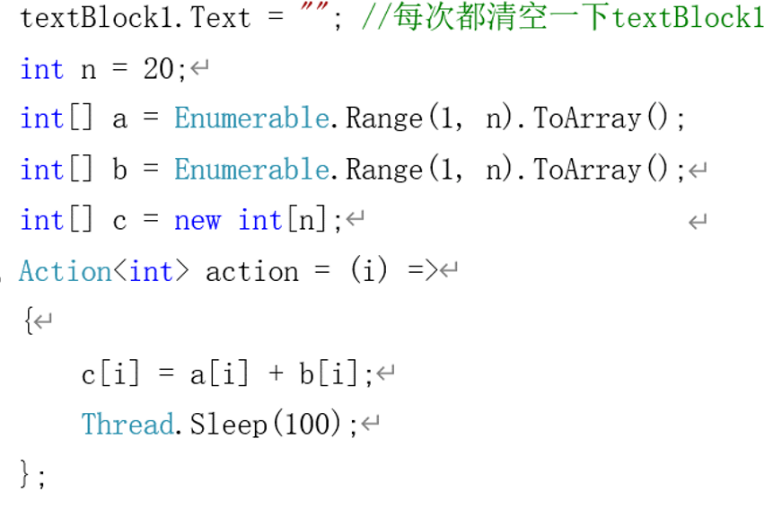 textBlock1.Text = ""; //每次都清空一下textBlock1
int n = 20;↵
int[] a = Enumerable.Range(1, n).ToArray();
int[] b = Enumerable.Range(1, n).ToArray();↵
int[] c = new int[n];↵ ↵
Action<int> action = (i) =>↵
{↵
    c[i] = a[i] + b[i];↵
    Thread.Sleep(100);↵
};